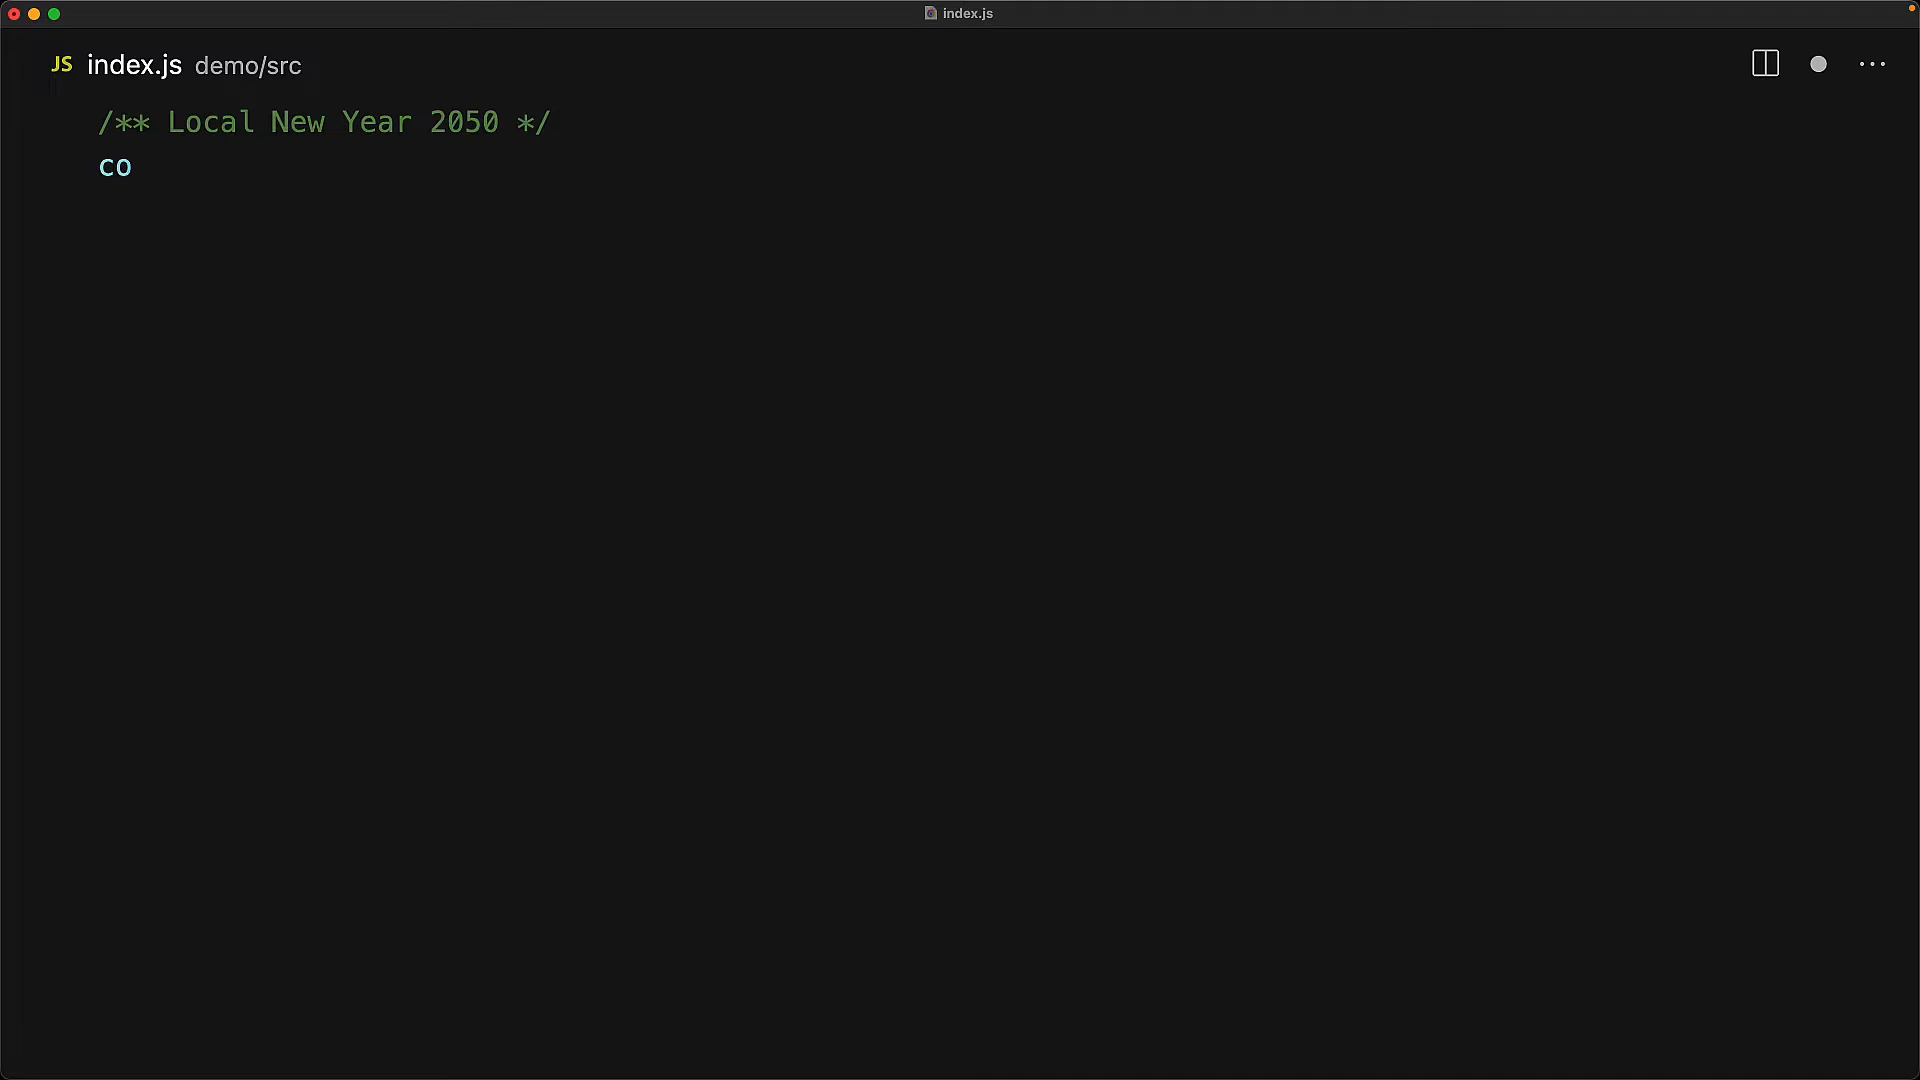 index.js
JS index.js demo/src
/** Local New Year 2050 */
co